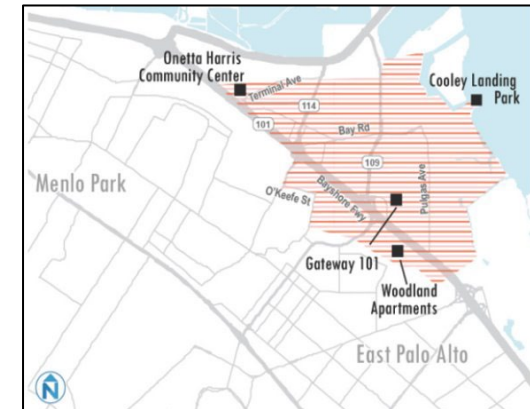 Onetta Harris
Community Center
Terminal Ave
Cooley Landing
Park
114
101
Bay Rd
109
Menlo Park
O'Keefe St
Bayshore Fwy
Pulgas Ave
Gateway 101
Woodland
Apartments
East Palo Alto
N